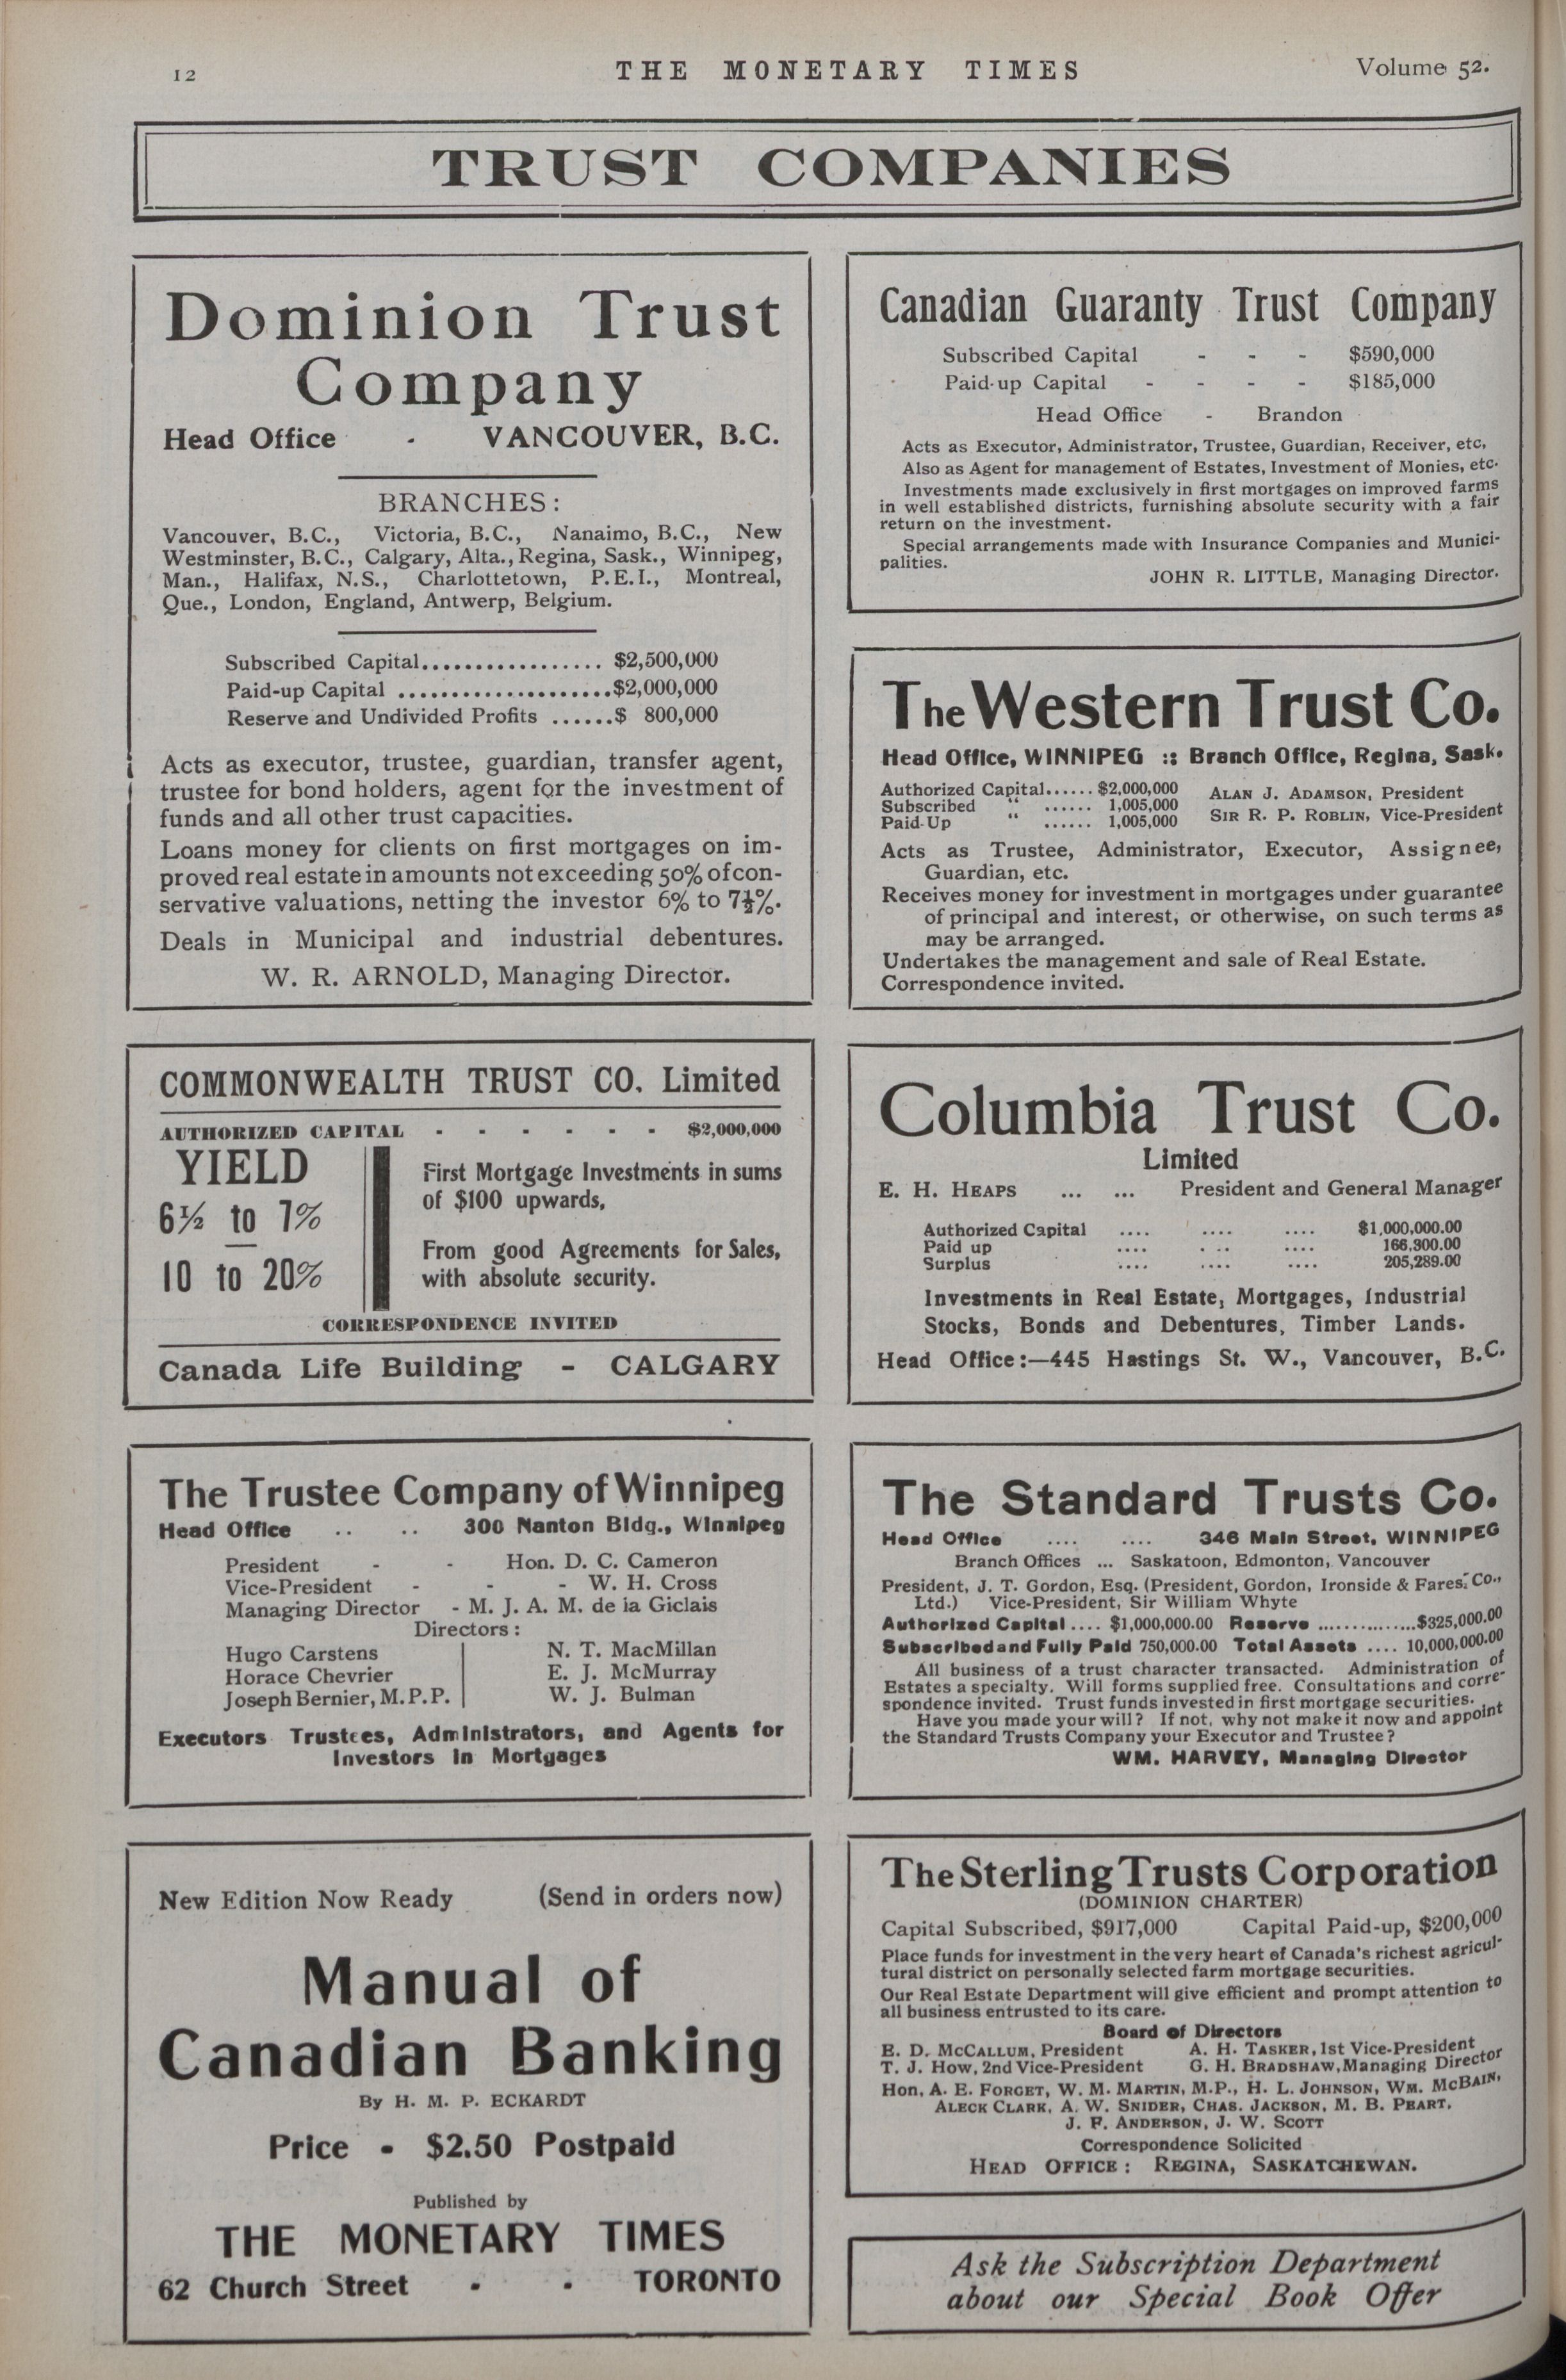 12
THE MONETARY TIMES
Volume 52.
TRUST COMPANIES
Dominion Trust
Company
Head Office - VANCOUVER, B.C.
BRANCHES:
Vancouver, B.C., Victoria, B.C., Nanaimo, B.C., New
Westminster, B.C., Calgary, Alta., Regina, Sask., Winnipeg,
Man., Halifax, N.S., Charlottetown, P.E.I., Montreal,
Que., London, England, Antwerp, Belgium.
Subscribed Capital................. $2,500,000
Paid-up Capital ....................$2,000,000
Reserve and Undivided Profits ......$ 800,000
Acts as executor, trustee, guardian, transfer agent,
trustee for bond holders, agent for the investment of
funds and all other trust capacities.
Loans money for clients on first mortgages on im-
proved real estate in amounts not exceeding 50% of con-
servative valuations, netting the investor 6% to 7½%.
Deals in Municipal and industrial debentures.
W. R. ARNOLD, Managing Director.
COMMONWEALTH TRUST CO. Limited
AUTHORIZED CAPITAL - - - - - - $2,000,000
YIELD
6½ to 7%
First Mortgage Investments in sums
of $100 upwards,
10 to 20%
From good Agreements for Sales,
with absolute security.
CORRESPONDENCE INVITED
Canada Life Building - CALGARY
The Trustee Company of Winnipeg
Head Office .. .. 300 Nanton Bldg., Winnipeg
President - - Hon. D. C. Cameron
Vice-President - - - W. H. Cross
Managing Director - M. J. A. M. de ia Giclais
Directors:
Hugo Carstens N. T. MacMillan
Horace Chevrier E. J. McMurray
Joseph Bernier, M.P.P. W. J. Bulman
Executors Trustees, Administrators, and Agents for
Investors in Mortgages
New Edition Now Ready (Send in orders now)
Manual of
Canadian Banking
By H. M. P. ECKARDT
Price - $2.50 Postpaid
Published by
THE MONETARY TIMES
62 Church Street - - TORONTO
Canadian Guaranty Trust Company
Subscribed Capital - - - $590,000
Paid-up Capital - - - - $185,000
Head Office - Brandon
Acts as Executor, Administrator, Trustee, Guardian, Receiver, etc.
Also as Agent for management of Estates, Investment of Monies, etc.
Investments made exclusively in first mortgages on improved farms
in well established districts, furnishing absolute security with a fair
return on the investment.
Special arrangements made with Insurance Companies and Munici-
palities.
JOHN R. LITTLE, Managing Director.
The Western Trust Co.
Head Office, WINNIPEG :: Branch Office, Regina, Sask.
Authorized Capital...... $2,000,000
Subscribed " ...... 1,005,000
Paid-Up " ...... 1,005,000
ALAN J. ADAMSON, President
SIR R. P. ROBLIN, Vice-President
Acts as Trustee, Administrator, Executor, Assignee,
Guardian, etc.
Receives money for investment in mortgages under guarantee
of principal and interest, or otherwise, on such terms as
may be arranged.
Undertakes the management and sale of Real Estate.
Correspondence invited.
Columbia Trust Co.
Limited
E. H. HEAPS ... ... President and General Manager
Authorized Capital .... .... .... $1,000,000.00
Paid up .... ... .... 166,300.00
Surplus .... .... .... 205,289.00
Investments in Real Estate, Mortgages, Industrial
Stocks, Bonds and Debentures, Timber Lands.
Head Office:—445 Hastings St. W., Vancouver, B.C.
The Standard Trusts Co.
Head Office .... .... 346 Main Street, WINNIPEG
Branch Offices ... Saskatoon, Edmonton, Vancouver
President, J. T. Gordon, Esq. (President, Gordon, Ironside & Fares, Co.,
Ltd.) Vice-President, Sir William Whyte
Authorized Capital .... $1,000,000.00 Reserve ...............$325,000.00
Subscribed and Fully Paid 750,000.00 Total Assets .... 10,000,000.00
All business of a trust character transacted. Administration of
Estates a specialty. Will forms supplied free. Consultations and corre-
spondence invited. Trust funds invested in first mortgage securities.
Have you made your will? If not, why not make it now and appoint
the Standard Trusts Company your Executor and Trustee?
WM. HARVEY, Managing Director
The Sterling Trusts Corporation
(DOMINION CHARTER)
Capital Subscribed, $917,000 Capital Paid-up, $200,000
Place funds for investment in the very heart of Canada's richest agricul-
tural district on personally selected farm mortgage securities.
Our Real Estate Department will give efficient and prompt attention to
all business entrusted to its care.
Board of Directors
E. D. MCCALLUM, President A. H. TASKER, 1st Vice-President
T. J. How, 2nd Vice-President G. H. BRADSHAW, Managing Director
Hon. A. E. FORGET, W. M. MARTIN, M.P., H. L. JOHNSON, WM. MCBAIN,
ALECK CLARK, A. W. SNIDER, CHAS. JACKSON, M. B. PEART,
J. F. ANDERSON, J. W. SCOTT
Correspondence Solicited
HEAD OFFICE: REGINA, SASKATCHEWAN.
Ask the Subscription Department
about our Special Book Offer